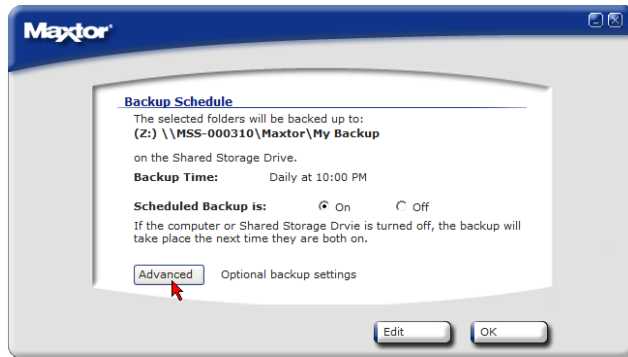 Maxtor
Backup Schedule
The selected folders will be backed up to:
(Z:) \\MSS-000310\Maxtor\My Backup
on the Shared Storage Drive.
Backup Time: Daily at 10:00 PM
Scheduled Backup is: On Off
If the computer or Shared Storage Drvie is turned off, the backup will
take place the next time they are both on.
Advanced Optional backup settings
Edit OK